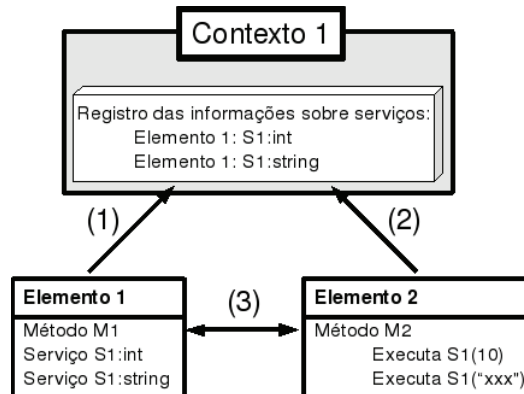 Contexto 1
Registro das informações sobre serviços:
Elemento 1: S1:int
Elemento 1: S1:string
(1)
(2)
Elemento 1
Método M1
Serviço S1:int
Serviço S1:string
(3)
Elemento 2
Método M2
Executa S1(10)
Executa S1("xxx")